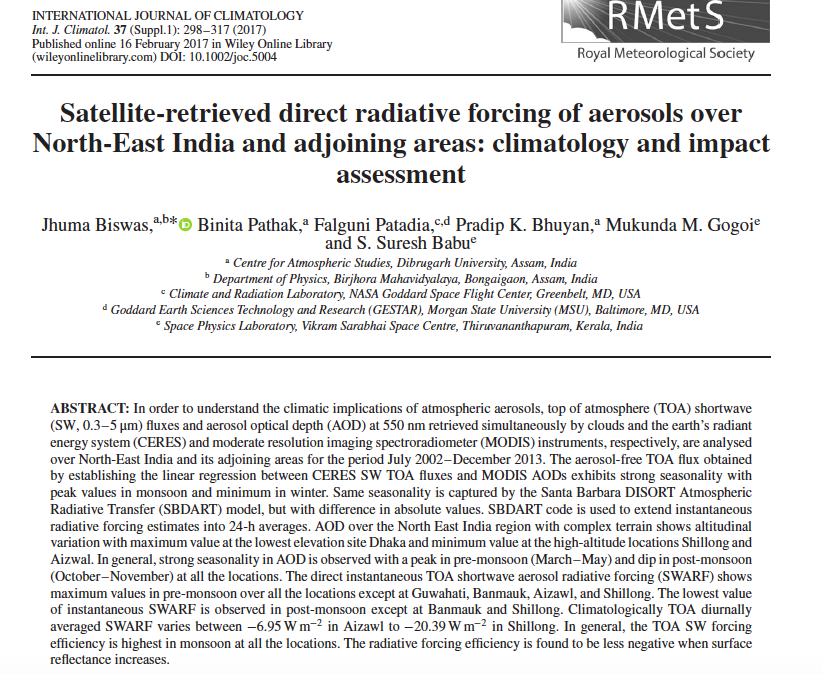 INTERNATIONAL JOURNAL OF CLIMATOLOGY
Int. J. Climatol. 37 (Suppl.1): 298–317 (2017)
Published online 16 February 2017 in Wiley Online Library
(wileyonlinelibrary.com) DOI: 10.1002/joc.5004
RMetS
Royal Meteorological Society
Satellite-retrieved direct radiative forcing of aerosols over
North-East India and adjoining areas: climatology and impact
assessment
Jhuma Biswas,a,b* iD Binita Pathak,a Falguni Patadia,c,d Pradip K. Bhuyan,a Mukunda M. Gogoie
and S. Suresh Babue
a Centre for Atmospheric Studies, Dibrugarh University, Assam, India
b Department of Physics, Birjhora Mahavidyalaya, Bongaigaon, Assam, India
c Climate and Radiation Laboratory, NASA Goddard Space Flight Center, Greenbelt, MD, USA
d Goddard Earth Sciences Technology and Research (GESTAR), Morgan State University (MSU), Baltimore, MD, USA
e Space Physics Laboratory, Vikram Sarabhai Space Centre, Thiruvananthapuram, Kerala, India
ABSTRACT: In order to understand the climatic implications of atmospheric aerosols, top of atmosphere (TOA) shortwave
(SW, 0.3–5 μm) fluxes and aerosol optical depth (AOD) at 550 nm retrieved simultaneously by clouds and the earth's radiant
energy system (CERES) and moderate resolution imaging spectroradiometer (MODIS) instruments, respectively, are analysed
over North-East India and its adjoining areas for the period July 2002–December 2013. The aerosol-free TOA flux obtained
by establishing the linear regression between CERES SW TOA fluxes and MODIS AODs exhibits strong seasonality with
peak values in monsoon and minimum in winter. Same seasonality is captured by the Santa Barbara DISORT Atmospheric
Radiative Transfer (SBDART) model, but with difference in absolute values. SBDART code is used to extend instantaneous
radiative forcing estimates into 24-h averages. AOD over the North East India region with complex terrain shows altitudinal
variation with maximum value at the lowest elevation site Dhaka and minimum value at the high-altitude locations Shillong and
Aizwal. In general, strong seasonality in AOD is observed with a peak in pre-monsoon (March–May) and dip in post-monsoon
(October–November) at all the locations. The direct instantaneous TOA shortwave aerosol radiative forcing (SWARF) shows
maximum values in pre-monsoon over all the locations except at Guwahati, Banmauk, Aizawl, and Shillong. The lowest value
of instantaneous SWARF is observed in post-monsoon except at Banmauk and Shillong. Climatologically TOA diurnally
averaged SWARF varies between −6.95 W m−2 in Aizawl to −20.39 W m−2 in Shillong. In general, the TOA SW forcing
efficiency is highest in monsoon at all the locations. The radiative forcing efficiency is found to be less negative when surface
reflectance increases.